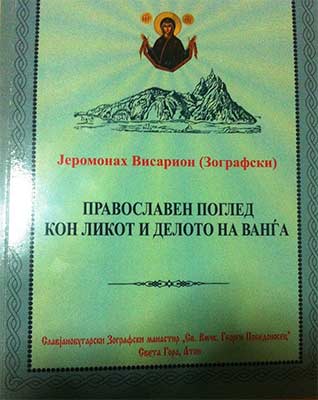 Јеромонах Висарион (Зографски)
ПРАВОСЛАВЕН ПОГЛЕД
КОН ЛИКОТ И ДЕЛОТО НА ВАНЃА
Славјанобугарски Зографски манастир „Св. Вмчк. Георги Победоносец“
Света Гора, Атон